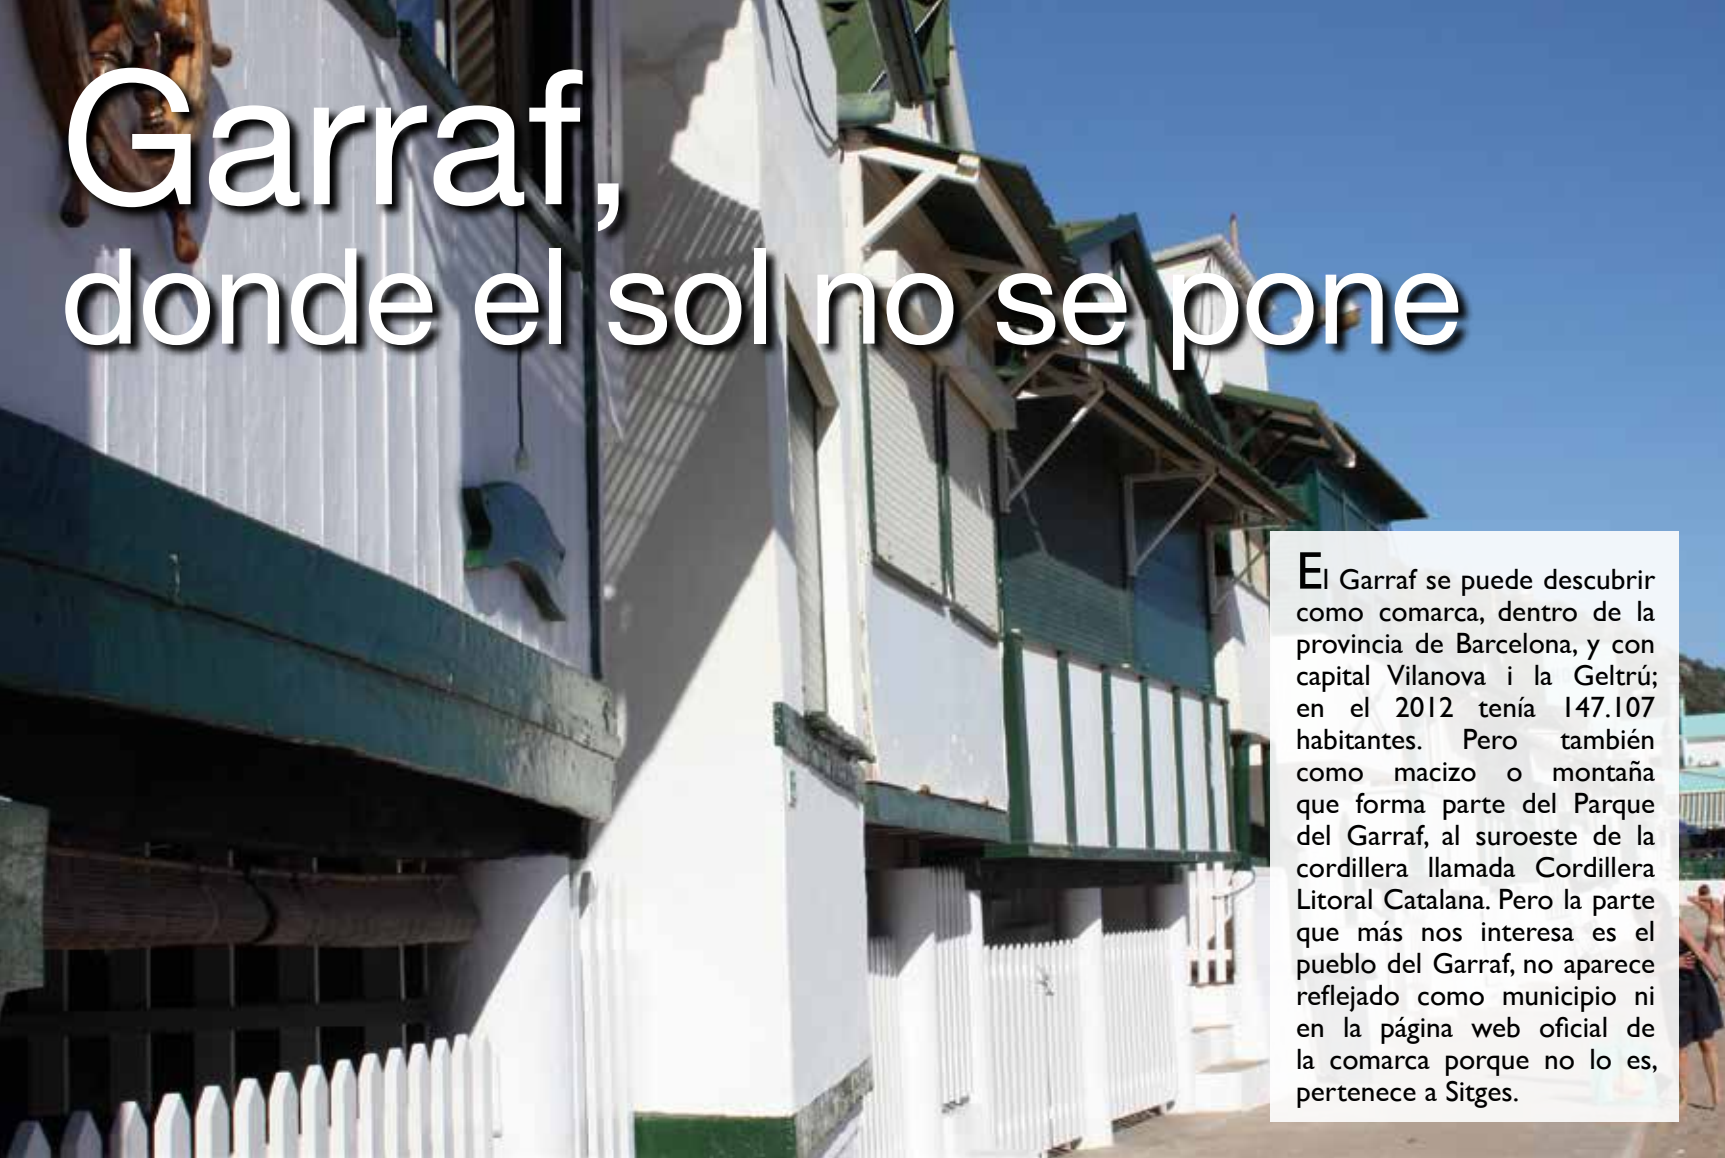 Garraf,
donde el sol no se pone
El Garraf se puede descubrir
como comarca, dentro de la
provincia de Barcelona, y con
capital Vilanova i la Geltrú;
en el 2012 tenía 147.107
habitantes. Pero también
como macizo o montaña
que forma parte del Parque
del Garraf, al suroeste de la
cordillera llamada Cordillera
Litoral Catalana. Pero la parte
que más nos interesa es el
pueblo del Garraf, no aparece
reflejado como municipio ni
en la página web oficial de
la comarca porque no lo es,
pertenece a Sitges.